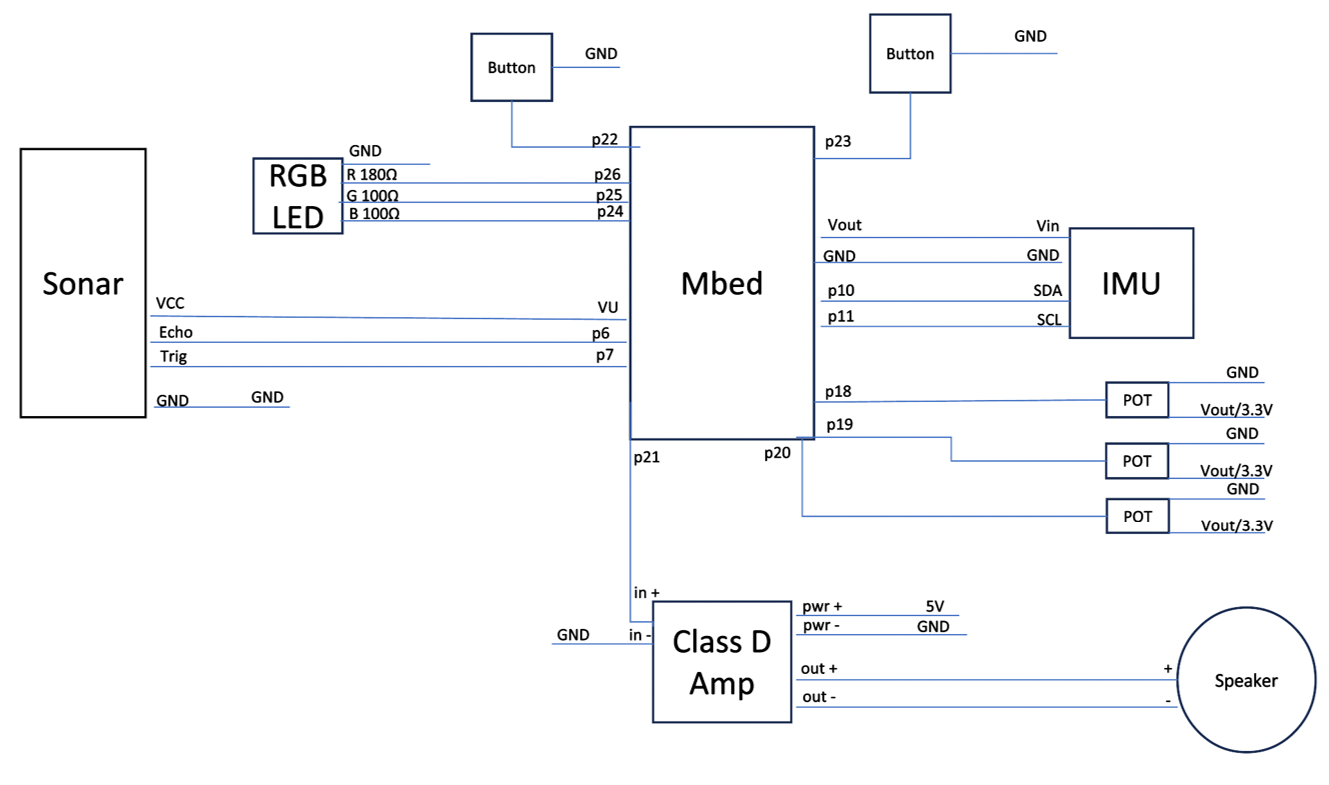 Button
GND
Button
GND
p22
p23
RGB
LED
GND
R 180Ω
G 100Ω
B 100Ω
p26
p25
p24
Sonar
VCC
Echo
Trig
GND
GND
VU
p6
p7
Mbed
Vout
GND
p10
p11
Vin
GND
SDA
SCL
IMU
p18
p19
p20
p21
POT
GND
Vout/3.3V
POT
GND
Vout/3.3V
POT
GND
Vout/3.3V
in +
GND
in -
Class D
Amp
pwr +
5V
pwr -
GND
out +
out -
+
-
Speaker